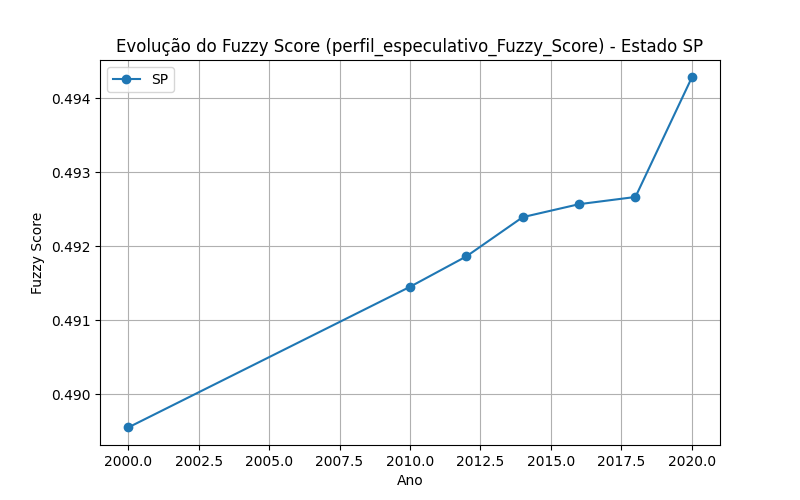 Evolução do Fuzzy Score (perfil_especulativo_Fuzzy_Score) - Estado SP
SP
0.494
0.493
0.492
0.491
0.490
Fuzzy Score
2000.0 2002.5 2005.0 2007.5 2010.0 2012.5 2015.0 2017.5 2020.0
Ano